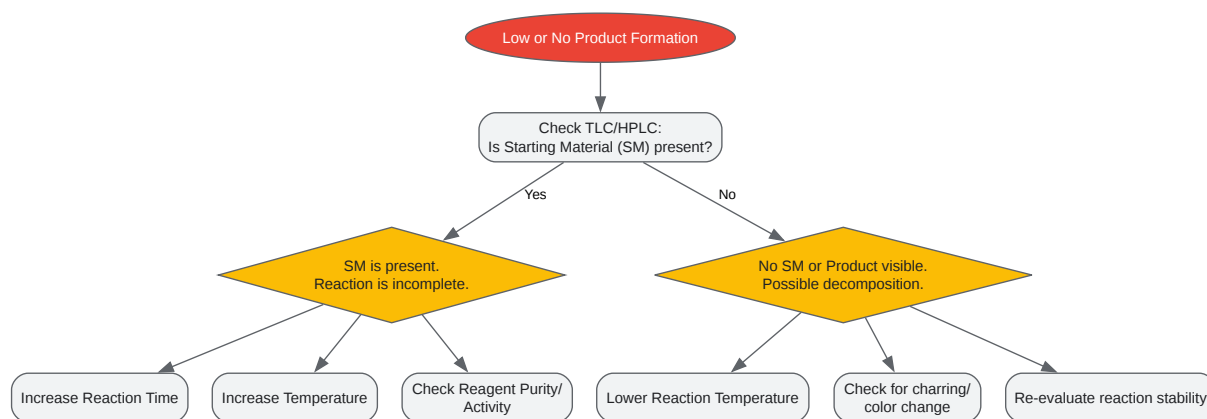 Low or No Product Formation
Check TLC/HPLC:
Is Starting Material (SM) present?
Yes
No
SM is present.
Reaction is incomplete.
No SM or Product visible.
Possible decomposition.
Increase Reaction Time
Increase Temperature
Check Reagent Purity/
Activity
Lower Reaction Temperature
Check for charring/
color change
Re-evaluate reaction stability